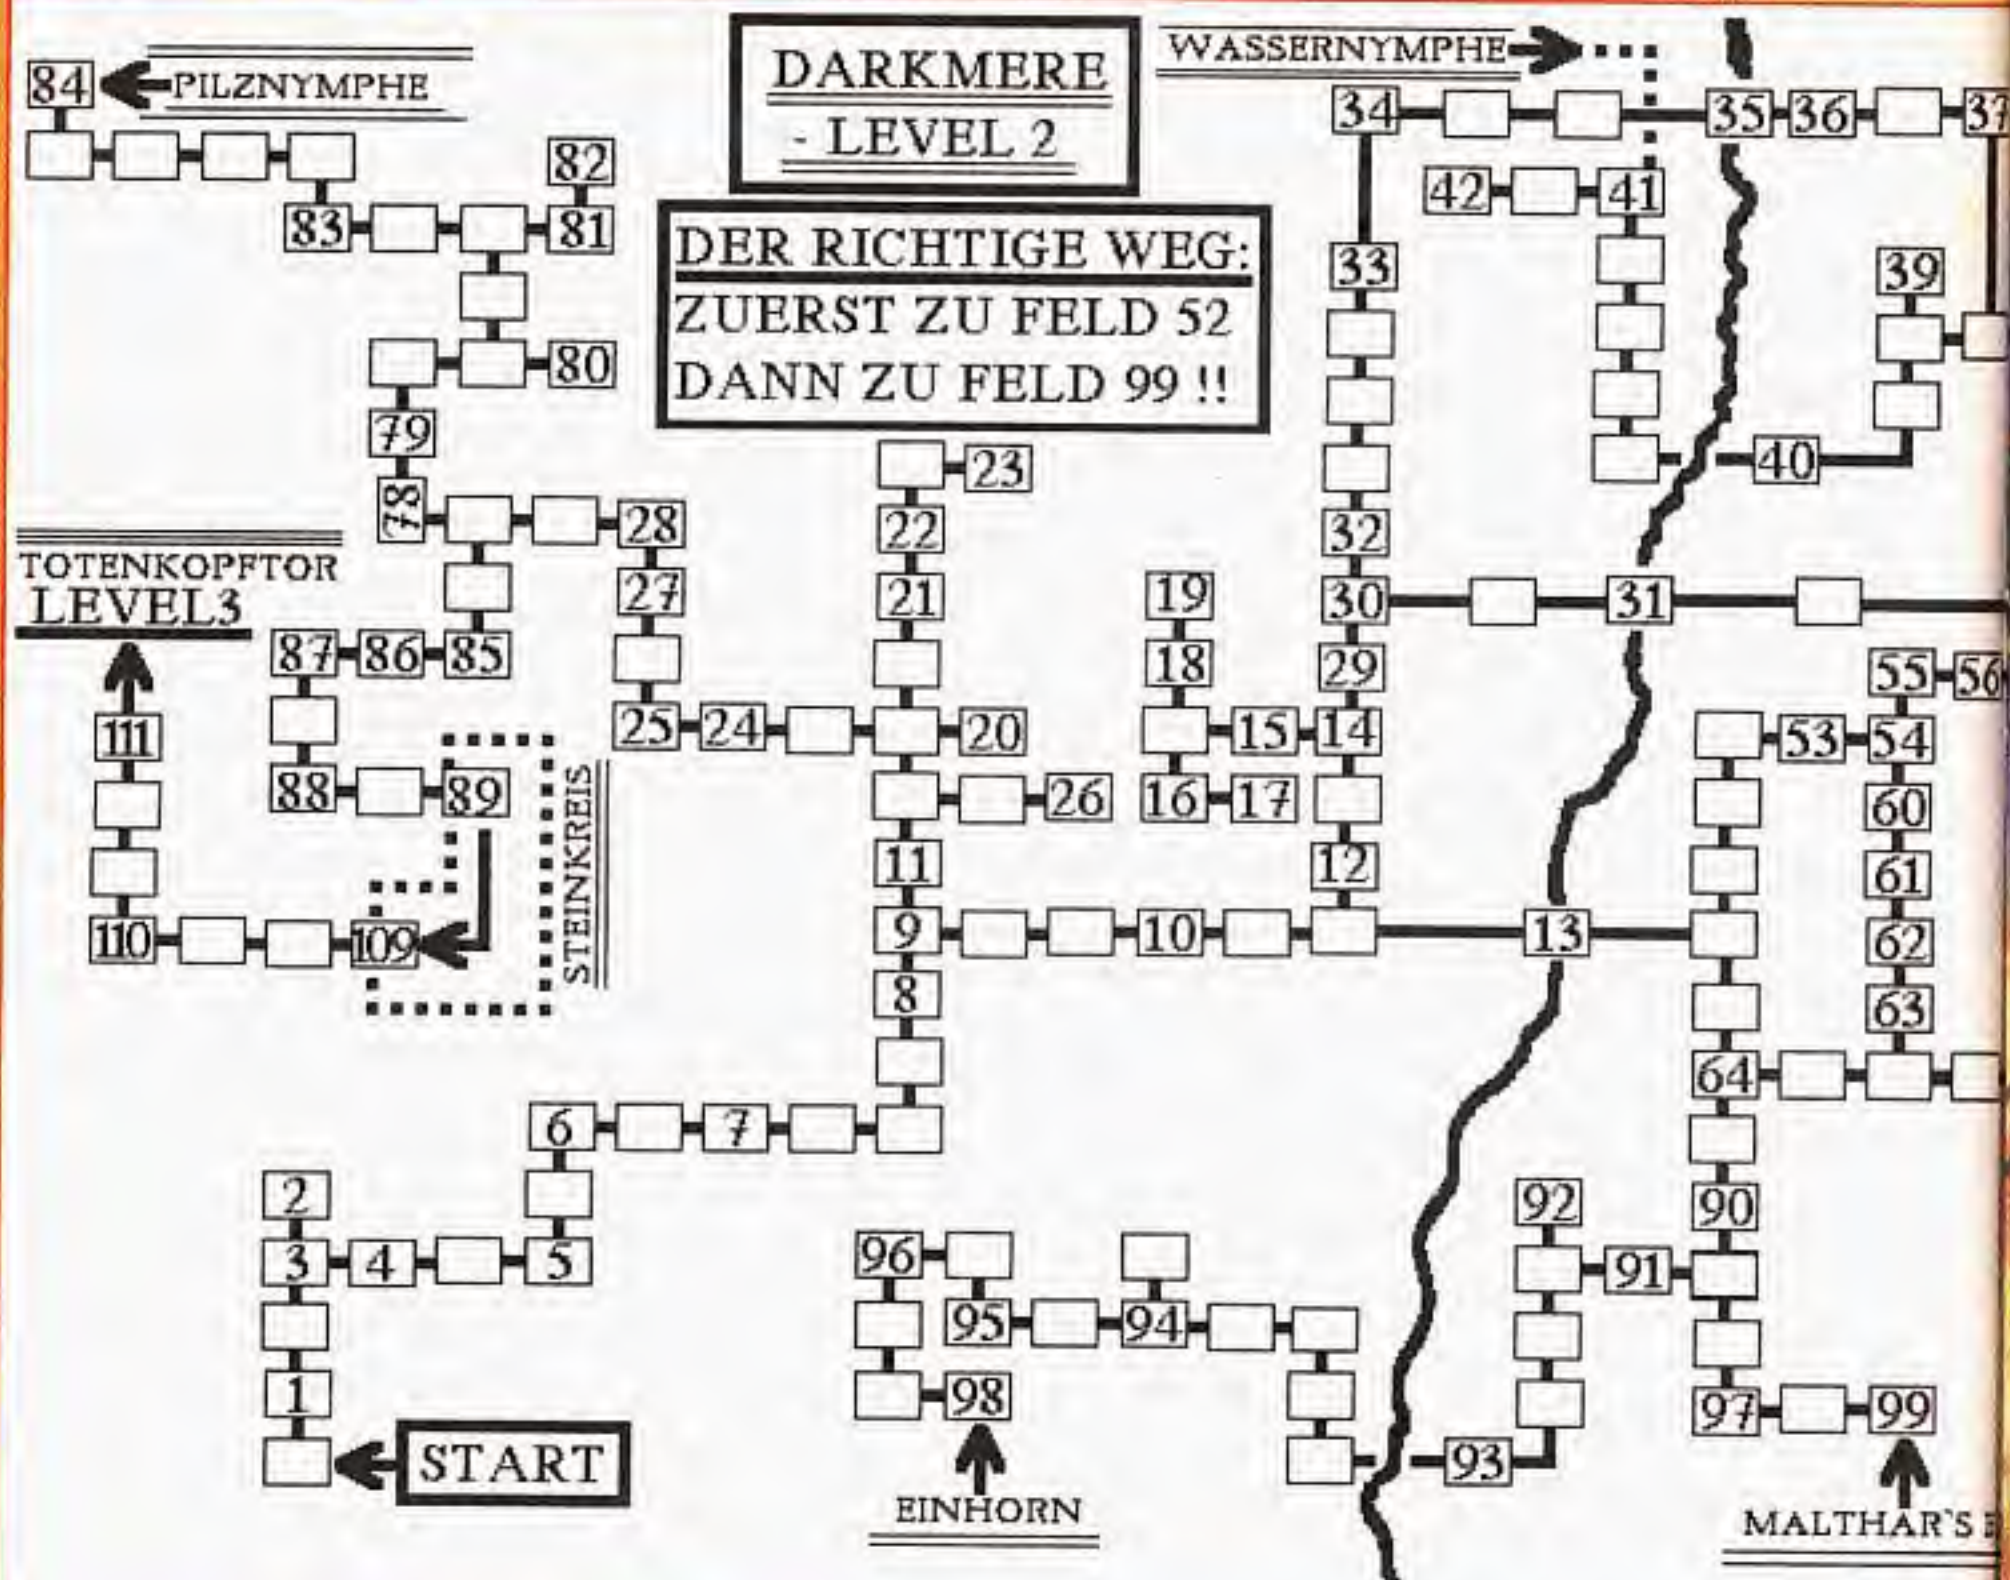 DARKMERE
- LEVEL 2
WASSERNYMPHE
84 PILZNYMPHE
34 35 36 37
82
42 41
83 81
DER RICHTIGE WEG:
ZUERST ZU FELD 52
DANN ZU FELD 99 !!
33 39
80
79
23 40
78 28 22 32
TOTENKOPFTOR
LEVEL3
27 21 19 30 31
87 86 85 18 29 55 56
111 25 24 20 15 14 53 54
88 89 26 16 17 60
STEINKREIS
11 12 61
110 109 9 10 13 62
8 63
64
6 7
2 92 90
3 4 5 96 91
95 94
1 98 97 99
START 93
EINHORN
MALTHAR'S